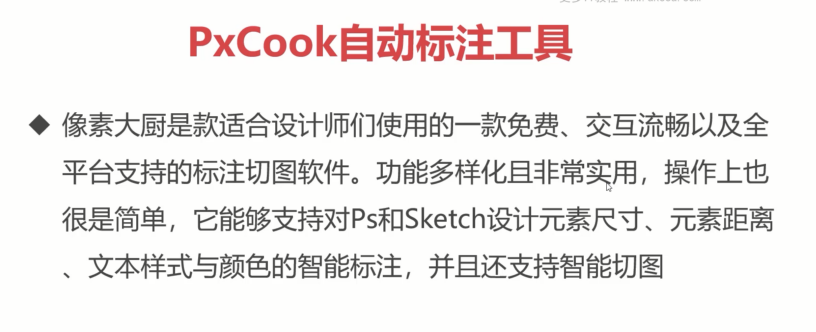 PxCook自动标注工具
◆ 像素大厨是款适合设计师们使用的一款免费、交互流畅以及全
平台支持的标注切图软件。功能多样化且非常实用，操作上也
很是简单，它能够支持对Ps和Sketch设计元素尺寸、元素距离
、文本样式与颜色的智能标注，并且还支持智能切图